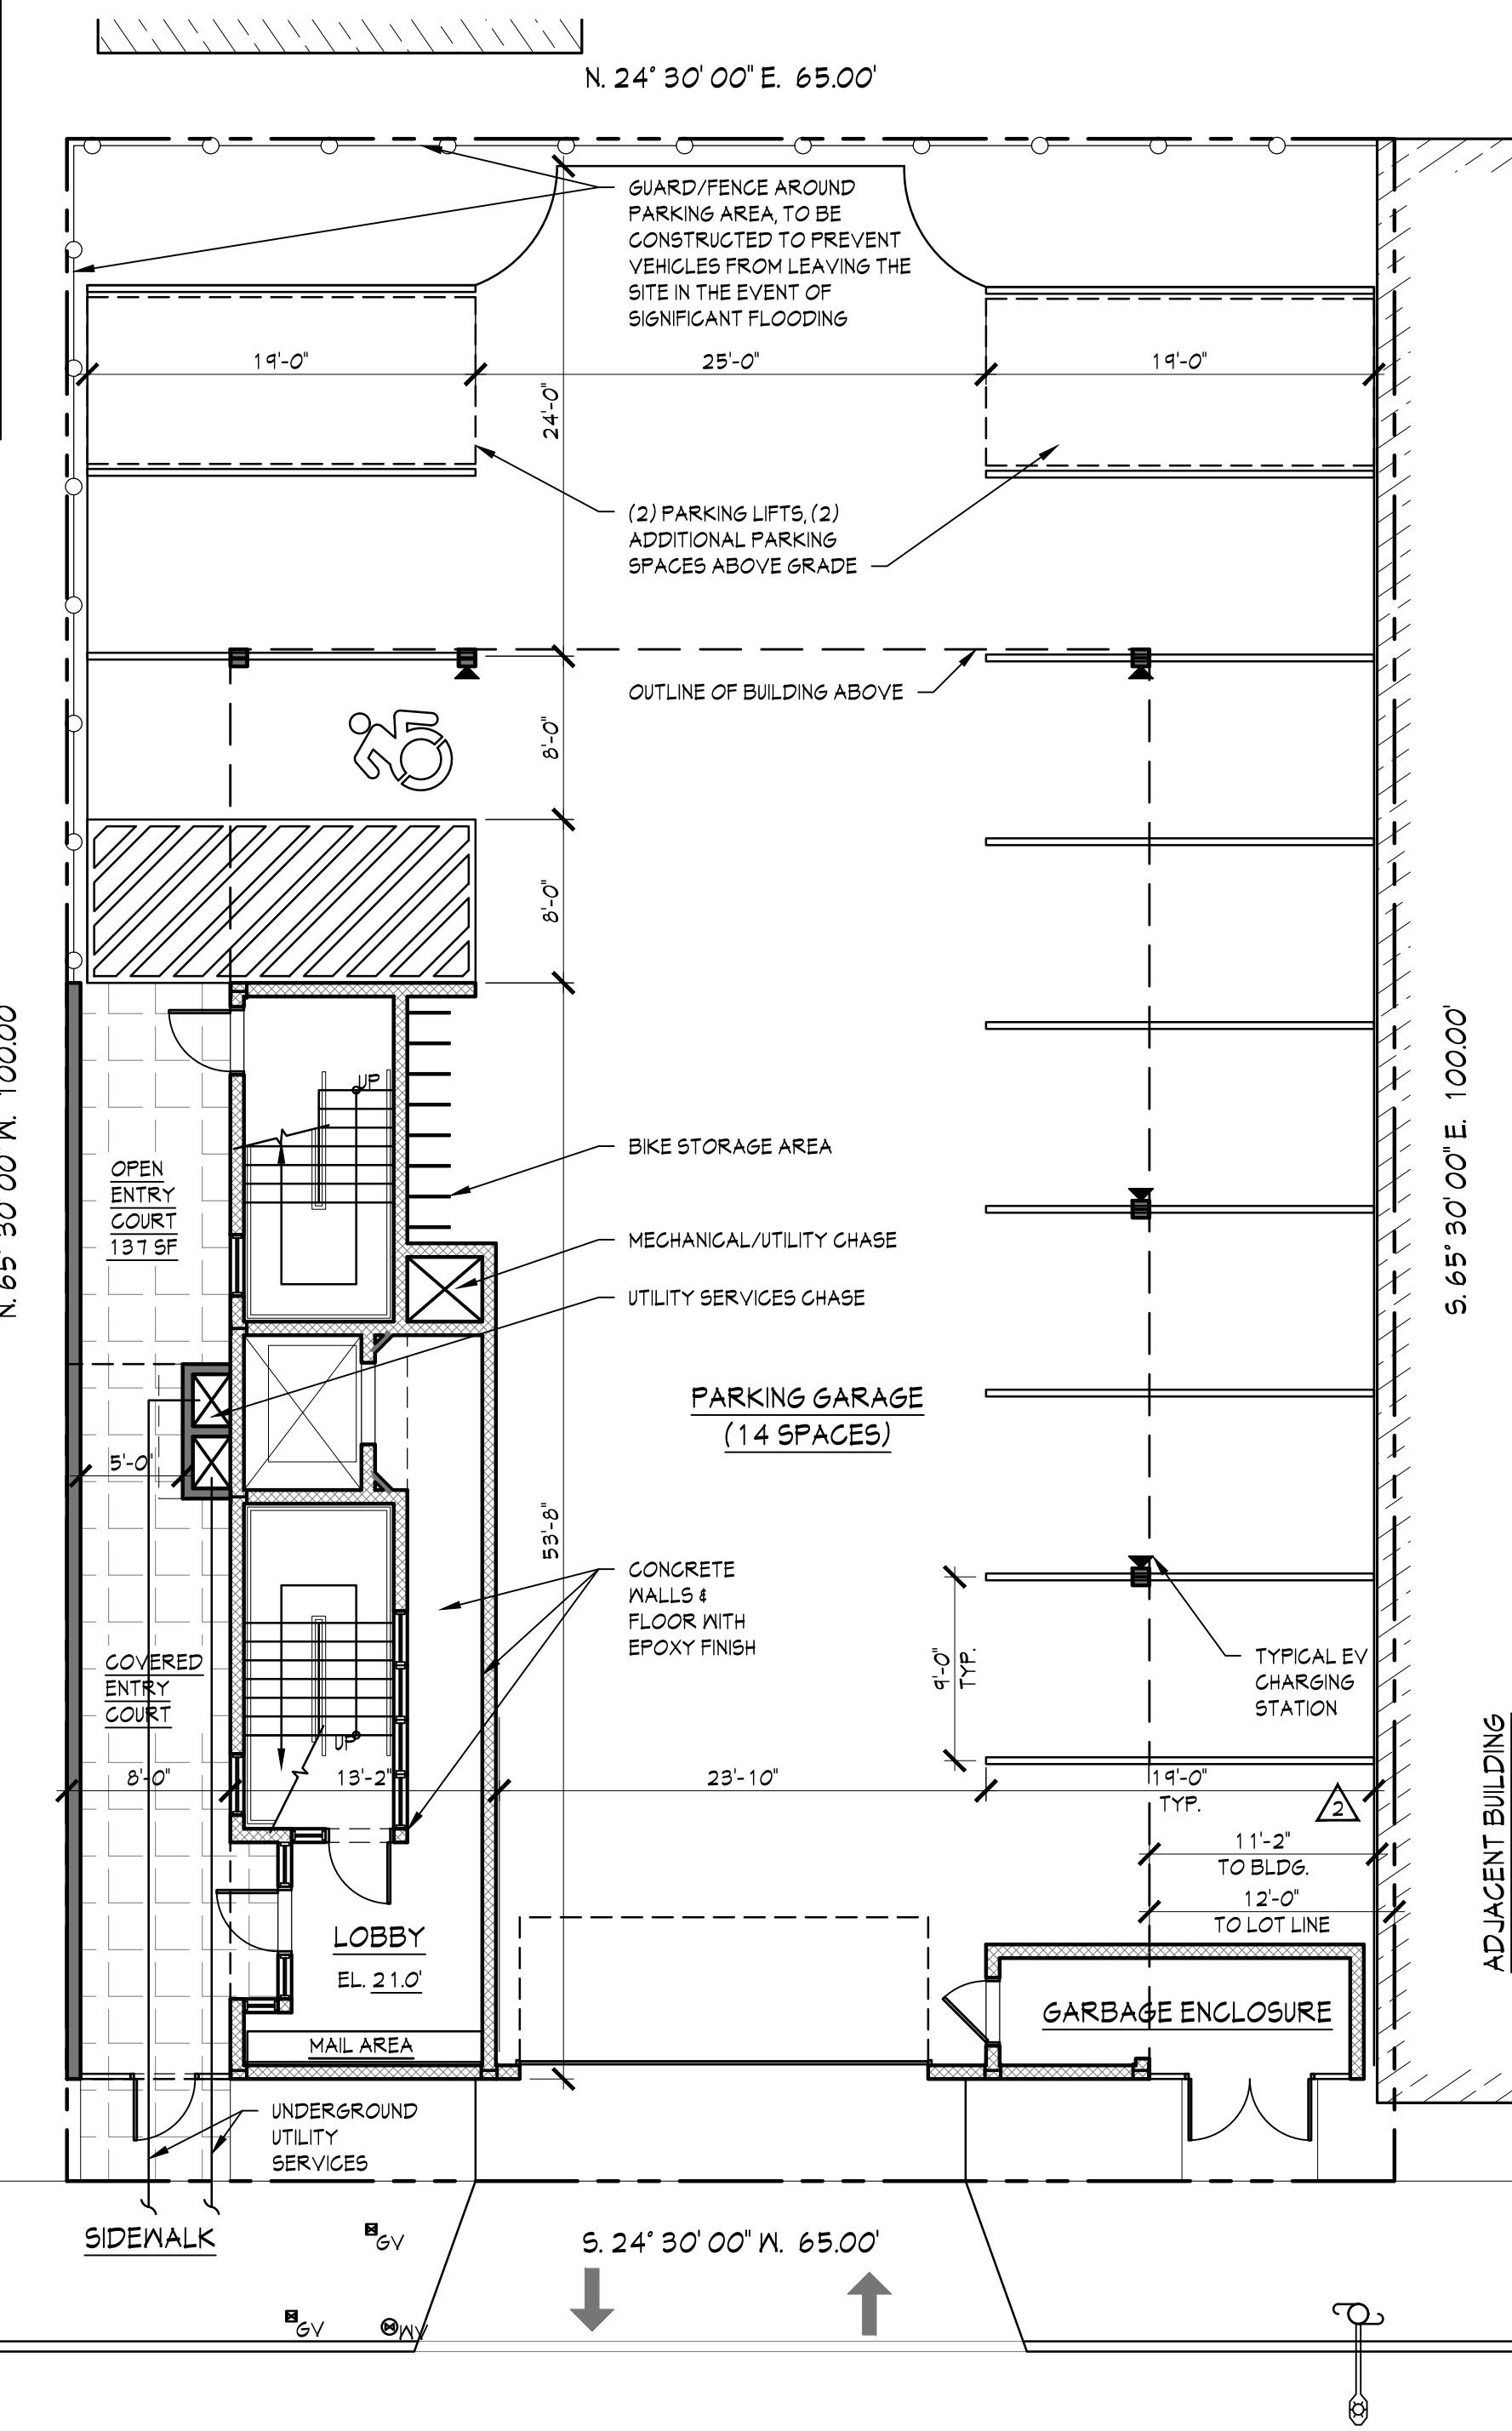 N. 24° 30' 00" E. 65.00'
GUARD/FENCE AROUND
PARKING AREA, TO BE
CONSTRUCTED TO PREVENT
VEHICLES FROM LEAVING THE
SITE IN THE EVENT OF
SIGNIFICANT FLOODING
19'-0"
25'-0"
19'-0"
24'-0"
(2) PARKING LIFTS, (2)
ADDITIONAL PARKING
SPACES ABOVE GRADE
OUTLINE OF BUILDING ABOVE
8'-0"
8'-0"
N. 65° 30' 00" W. 100.00'
S. 65° 30' 00" E. 100.00'
UP
OPEN
ENTRY
COURT
137 SF
BIKE STORAGE AREA
MECHANICAL/UTILITY CHASE
UTILITY SERVICES CHASE
PARKING GARAGE
(14 SPACES)
5'-0"
53'-8"
CONCRETE
WALLS &
FLOOR WITH
EPOXY FINISH
9'-0"
TYP.
TYPICAL EV
CHARGING
STATION
COVERED
ENTRY
COURT
UP
8'-0"
13'-2"
23'-10"
19'-0"
TYP.
2
11'-2"
TO BLDG.
12'-0"
TO LOT LINE
ADJACENT BUILDING
LOBBY
EL. 21.0'
GARBAGE ENCLOSURE
MAIL AREA
UNDERGROUND
UTILITY
SERVICES
SIDEWALK
GV
S. 24° 30' 00" W. 65.00'
GV
WV